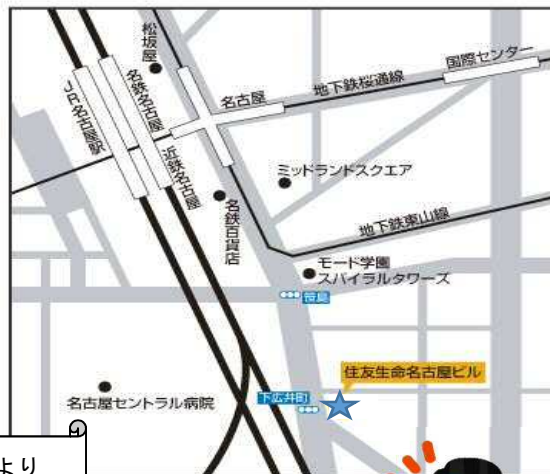 松坂屋
国際センター
地下鉄桜通線
名古屋
名鉄名古屋
JR名古屋駅
近鉄名古屋
ミッドランドスクエア
名鉄百貨店
地下鉄東山線
モード学園
スパイラルタワーズ
笹島
住友生命名古屋ビル
下広井町
名古屋セントラル病院
より